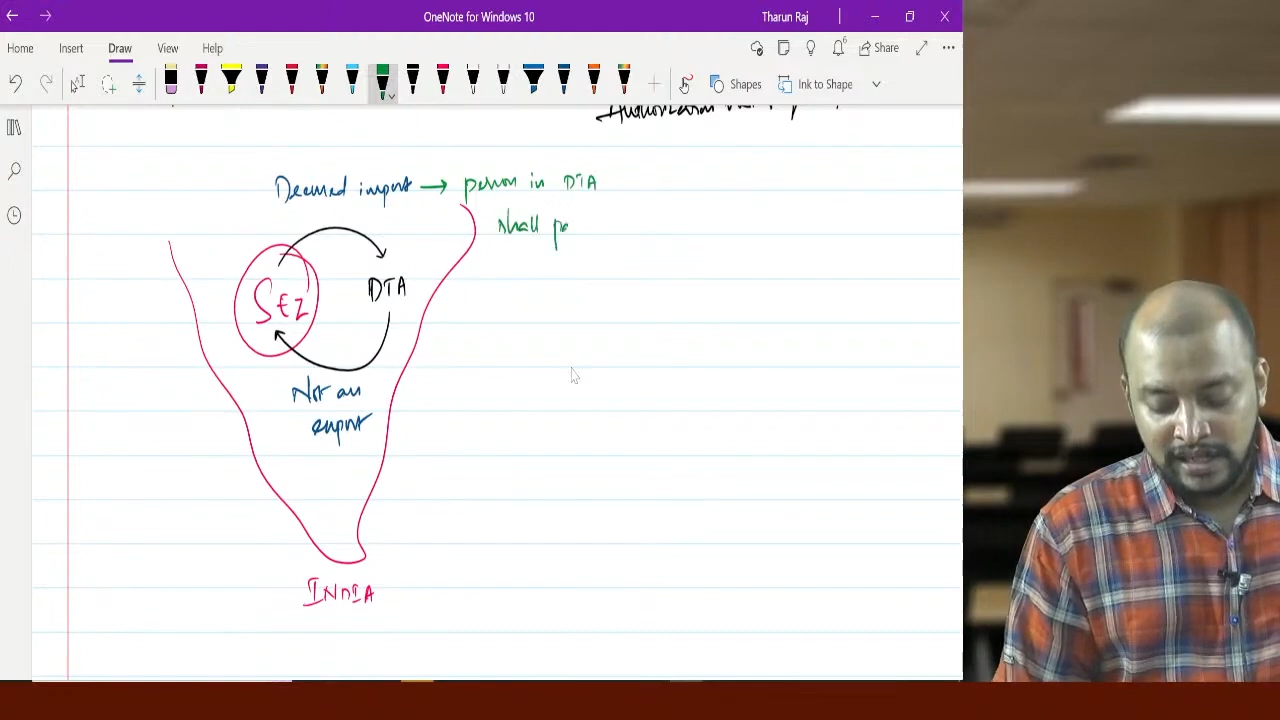 OneNote for Windows 10
Tharun Raj
Home Insert Draw View Help
Share
Shapes
Ink to Shape
Deemed import → person in DTA
shall pa
SEZ
DTA
Not an
export
INDIA